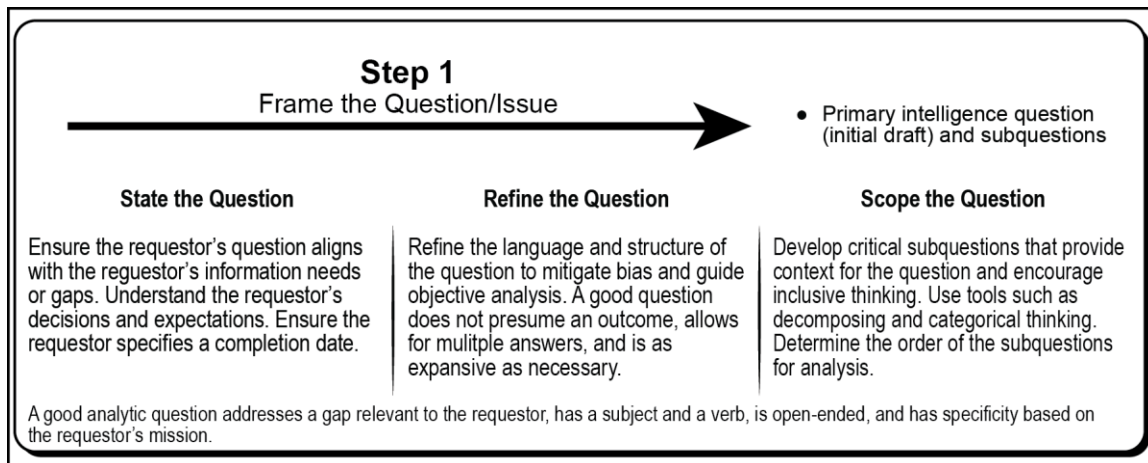 Step 1
Frame the Question/Issue
• Primary intelligence question
(initial draft) and subquestions
State the Question
Ensure the requestor's question aligns
with the reguestor's information needs
or gaps. Understand the requestor's
decisions and expectations. Ensure the
requestor specifies a completion date.
Refine the Question
Refine the language and structure of
the question to mitigate bias and guide
objective analysis. A good question
does not presume an outcome, allows
for mulitple answers, and is as
expansive as necessary.
Scope the Question
Develop critical subquestions that provide
context for the question and encourage
inclusive thinking. Use tools such as
decomposing and categorical thinking.
Determine the order of the subquestions
for analysis.
A good analytic question addresses a gap relevant to the requestor, has a subject and a verb, is open-ended, and has specificity based on
the requestor's mission.